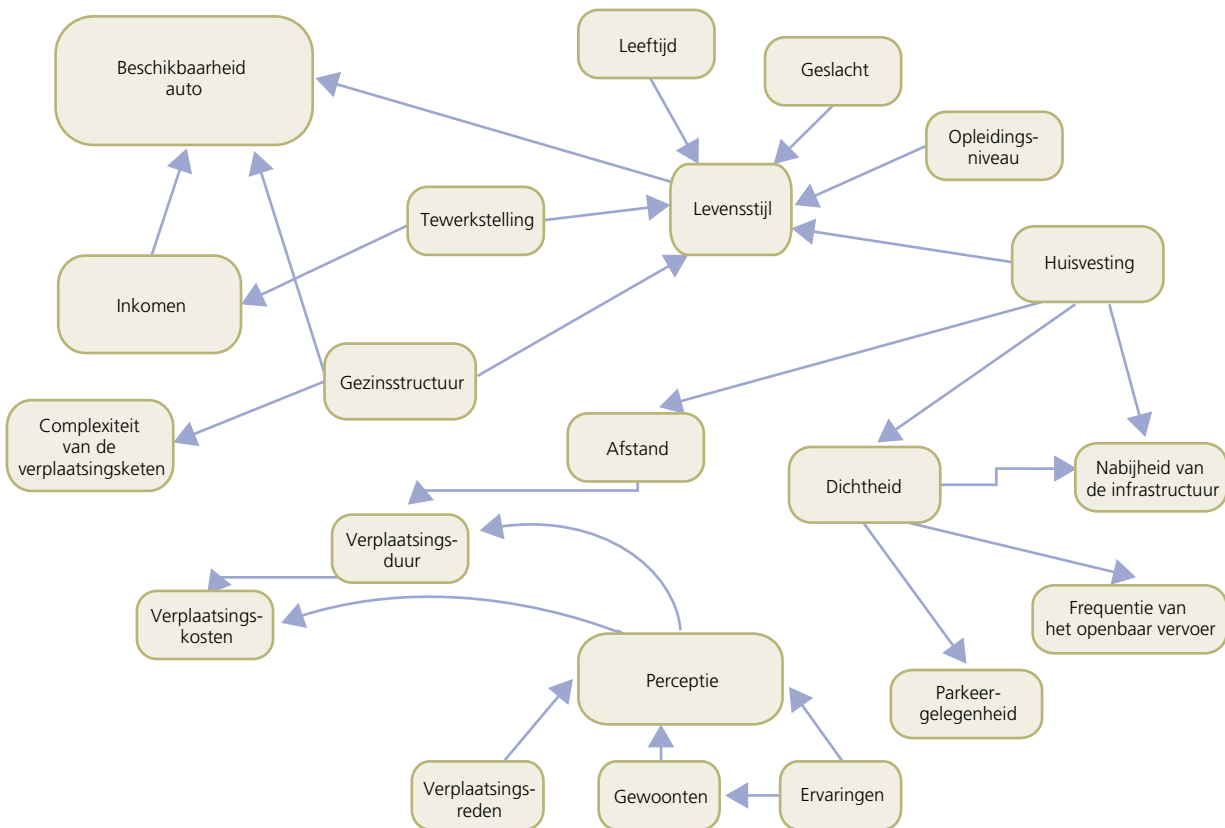 Beschikbaarheid
auto
Leeftijd
Geslacht
Opleidings-
niveau
Tewerkstelling
Levensstijl
Huisvesting
Inkomen
Gezinsstructuur
Complexiteit
van de
verplaatsingsketen
Afstand
Dichtheid
Nabijheid van
de infrastructuur
Verplaatsings-
duur
Verplaatsings-
kosten
Frequentie van
het openbaar vervoer
Perceptie
Parkeer-
gelegenheid
Verplaatsings-
reden
Gewoonten
Ervaringen